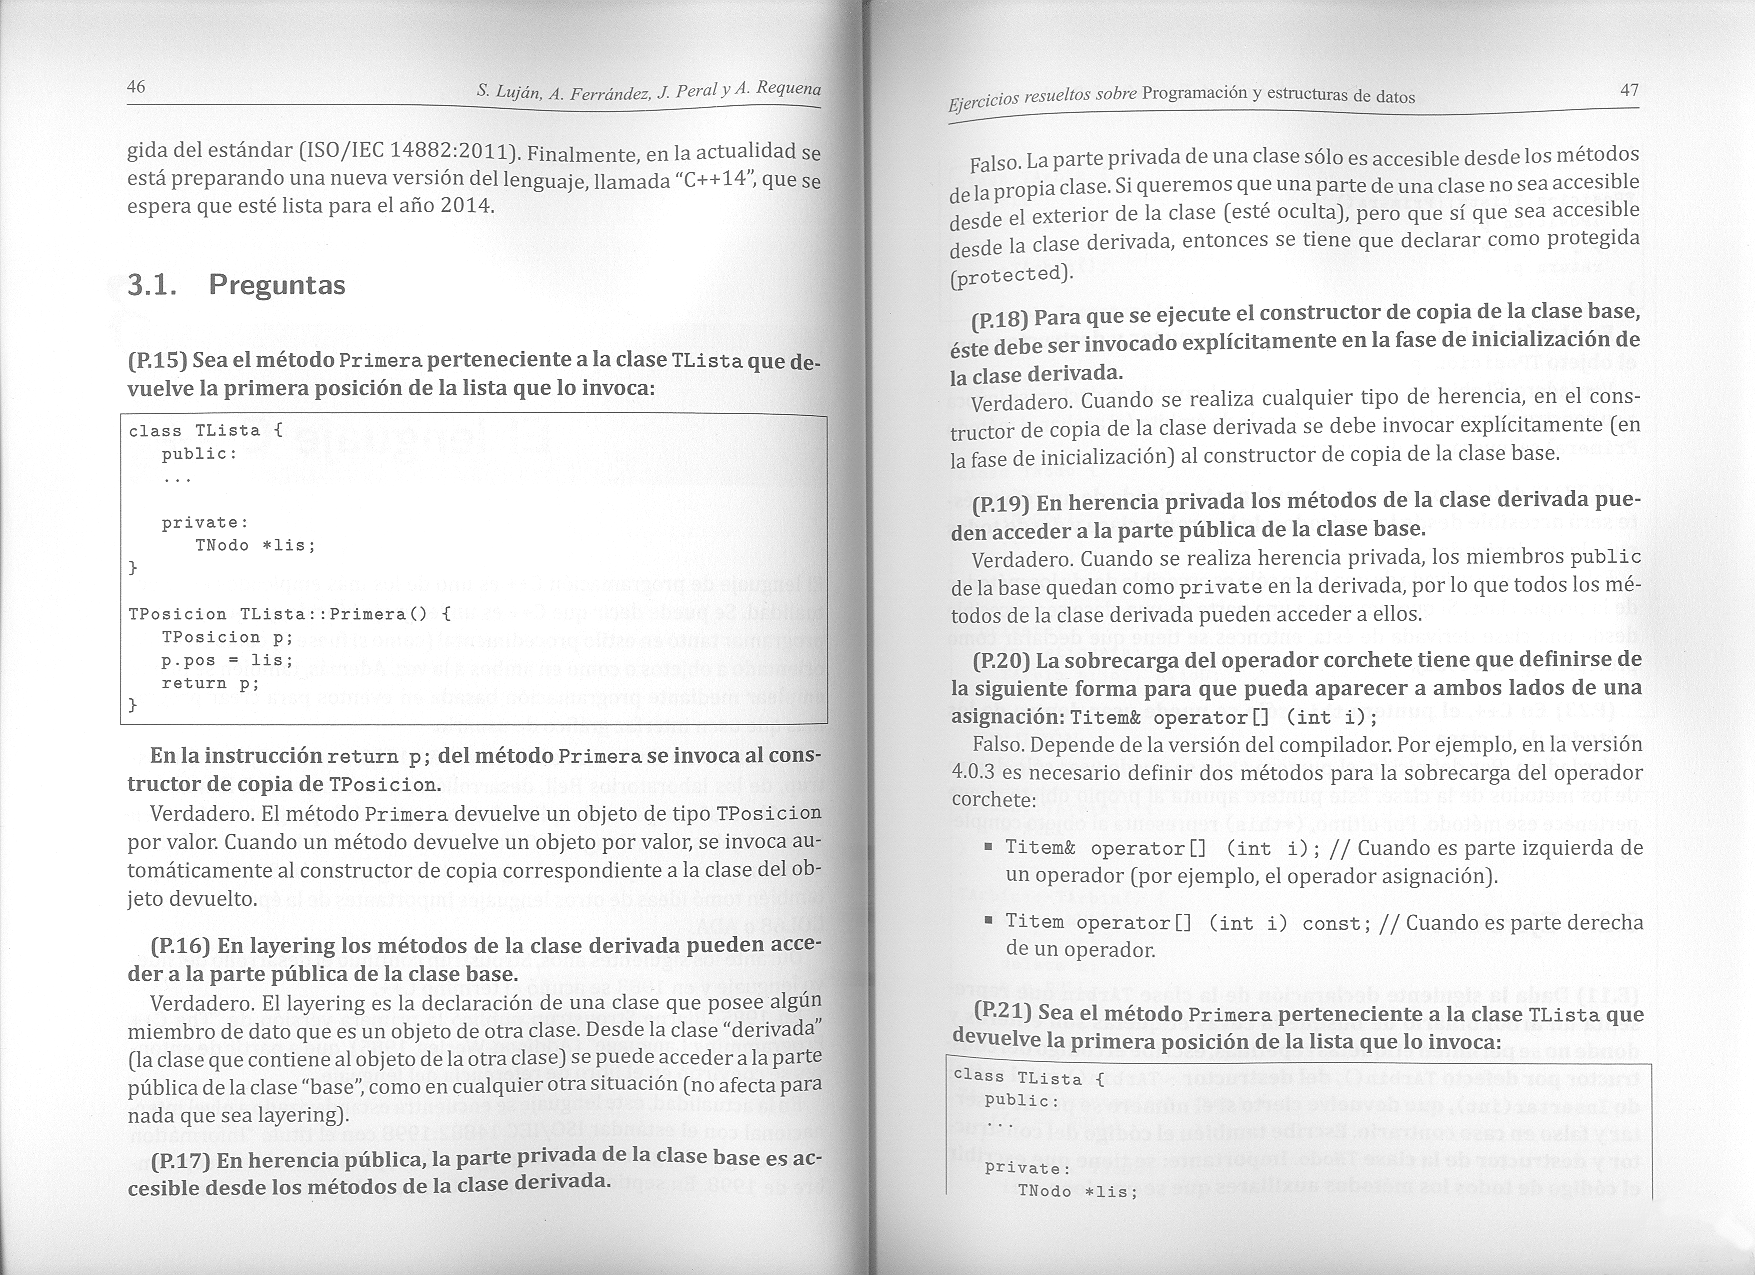 46
S. Luján, A. Ferrández, J. Peral y A. Requena
gida del estándar (ISO/IEC 14882:2011). Finalmente, en la actualidad se
está preparando una nueva versión del lenguaje, llamada “C++14”, que se
espera que esté lista para el año 2014.
3.1. Preguntas
(P.15) Sea el método Primera perteneciente a la clase TLista que de-
vuelve la primera posición de la lista que lo invoca:
class TLista {
public:
...
private:
TNodo *lis;
}
TPosicion TLista::Primera() {
TPosicion p;
p.pos = lis;
return p;
}
En la instrucción return p; del método Primera se invoca al cons-
tructor de copia de TPosicion.
Verdadero. El método Primera devuelve un objeto de tipo TPosicion
por valor. Cuando un método devuelve un objeto por valor, se invoca au-
tomáticamente al constructor de copia correspondiente a la clase del ob-
jeto devuelto.
(P.16) En layering los métodos de la clase derivada pueden acce-
der a la parte pública de la clase base.
Verdadero. El layering es la declaración de una clase que posee algún
miembro de dato que es un objeto de otra clase. Desde la clase “derivada”
(la clase que contiene al objeto de la otra clase) se puede acceder a la parte
pública de la clase “base”, como en cualquier otra situación (no afecta para
nada que sea layering).
(P.17) En herencia pública, la parte privada de la clase base es ac-
cesible desde los métodos de la clase derivada.
Ejercicios resueltos sobre Programación y estructuras de datos
47
Falso. La parte privada de una clase sólo es accesible desde los métodos
de la propia clase. Si queremos que una parte de una clase no sea accesible
desde el exterior de la clase (esté oculta), pero que sí que sea accesible
desde la clase derivada, entonces se tiene que declarar como protegida
(protected).
(P.18) Para que se ejecute el constructor de copia de la clase base,
éste debe ser invocado explícitamente en la fase de inicialización de
la clase derivada.
Verdadero. Cuando se realiza cualquier tipo de herencia, en el cons-
tructor de copia de la clase derivada se debe invocar explícitamente (en
la fase de inicialización) al constructor de copia de la clase base.
(P.19) En herencia privada los métodos de la clase derivada pue-
den acceder a la parte pública de la clase base.
Verdadero. Cuando se realiza herencia privada, los miembros public
de la base quedan como private en la derivada, por lo que todos los mé-
todos de la clase derivada pueden acceder a ellos.
(P.20) La sobrecarga del operador corchete tiene que definirse de
la siguiente forma para que pueda aparecer a ambos lados de una
asignación: Titem& operator[] (int i);
Falso. Depende de la versión del compilador. Por ejemplo, en la versión
4.0.3 es necesario definir dos métodos para la sobrecarga del operador
corchete:
▪ Titem& operator[] (int i); // Cuando es parte izquierda de
un operador (por ejemplo, el operador asignación).
▪ Titem operator[] (int i) const; // Cuando es parte derecha
de un operador.
(P.21) Sea el método Primera perteneciente a la clase TLista que
devuelve la primera posición de la lista que lo invoca:
class TLista {
public:
...
private:
TNodo *lis;